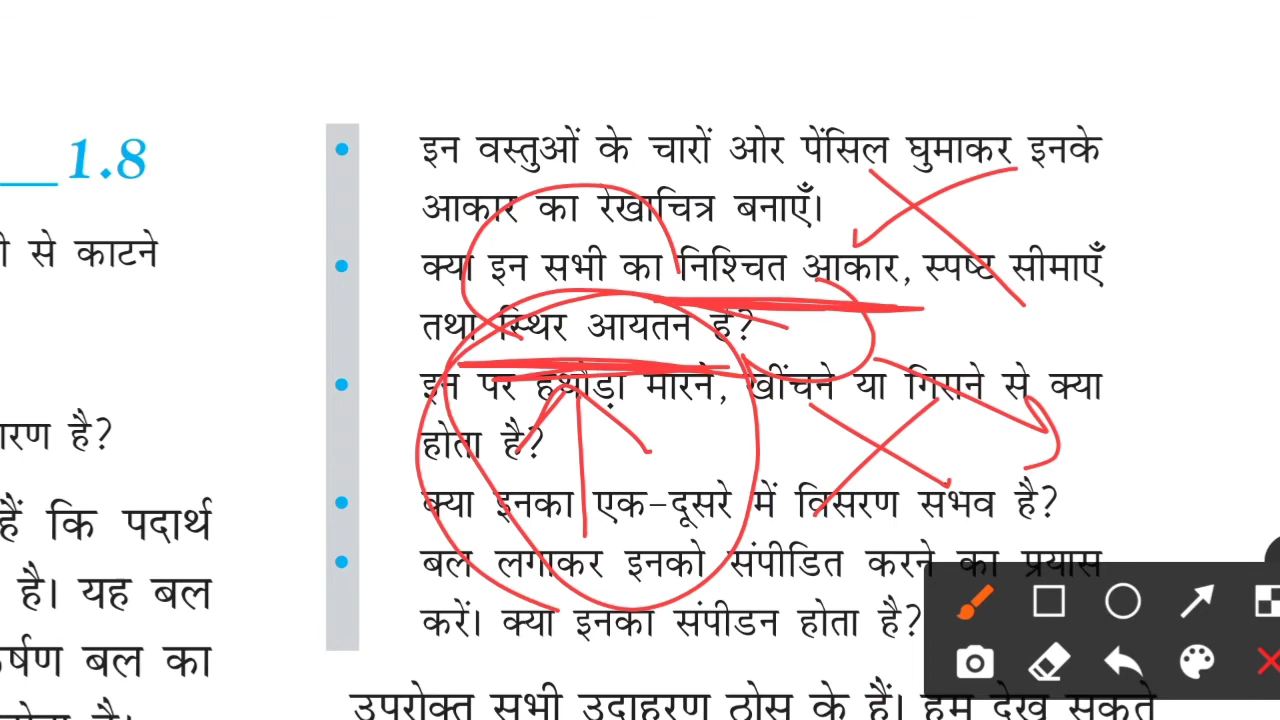 1.8
ी से काटने
ारण है?
हैं कि पदार्थ
है। यह बल
र्षण बल का
इन वस्तुओं के चारों ओर पेंसिल घुमाकर इनके
आकार का रेखाचित्र बनाएँ।
क्या इन सभी का निश्चित आकार, स्पष्ट सीमाएँ
तथा स्थिर आयतन है?
इन पर हथौड़ा मारने, खींचने या गिराने से क्या
होता है?
क्या इनका एक-दूसरे में विसरण संभव है?
बल लगाकर इनको संपीडित करने का प्रयास
करें। क्या इनका संपीडन होता है?
उपरोक्त सभी उदाहरण ठोस के हैं। हम देख सकते